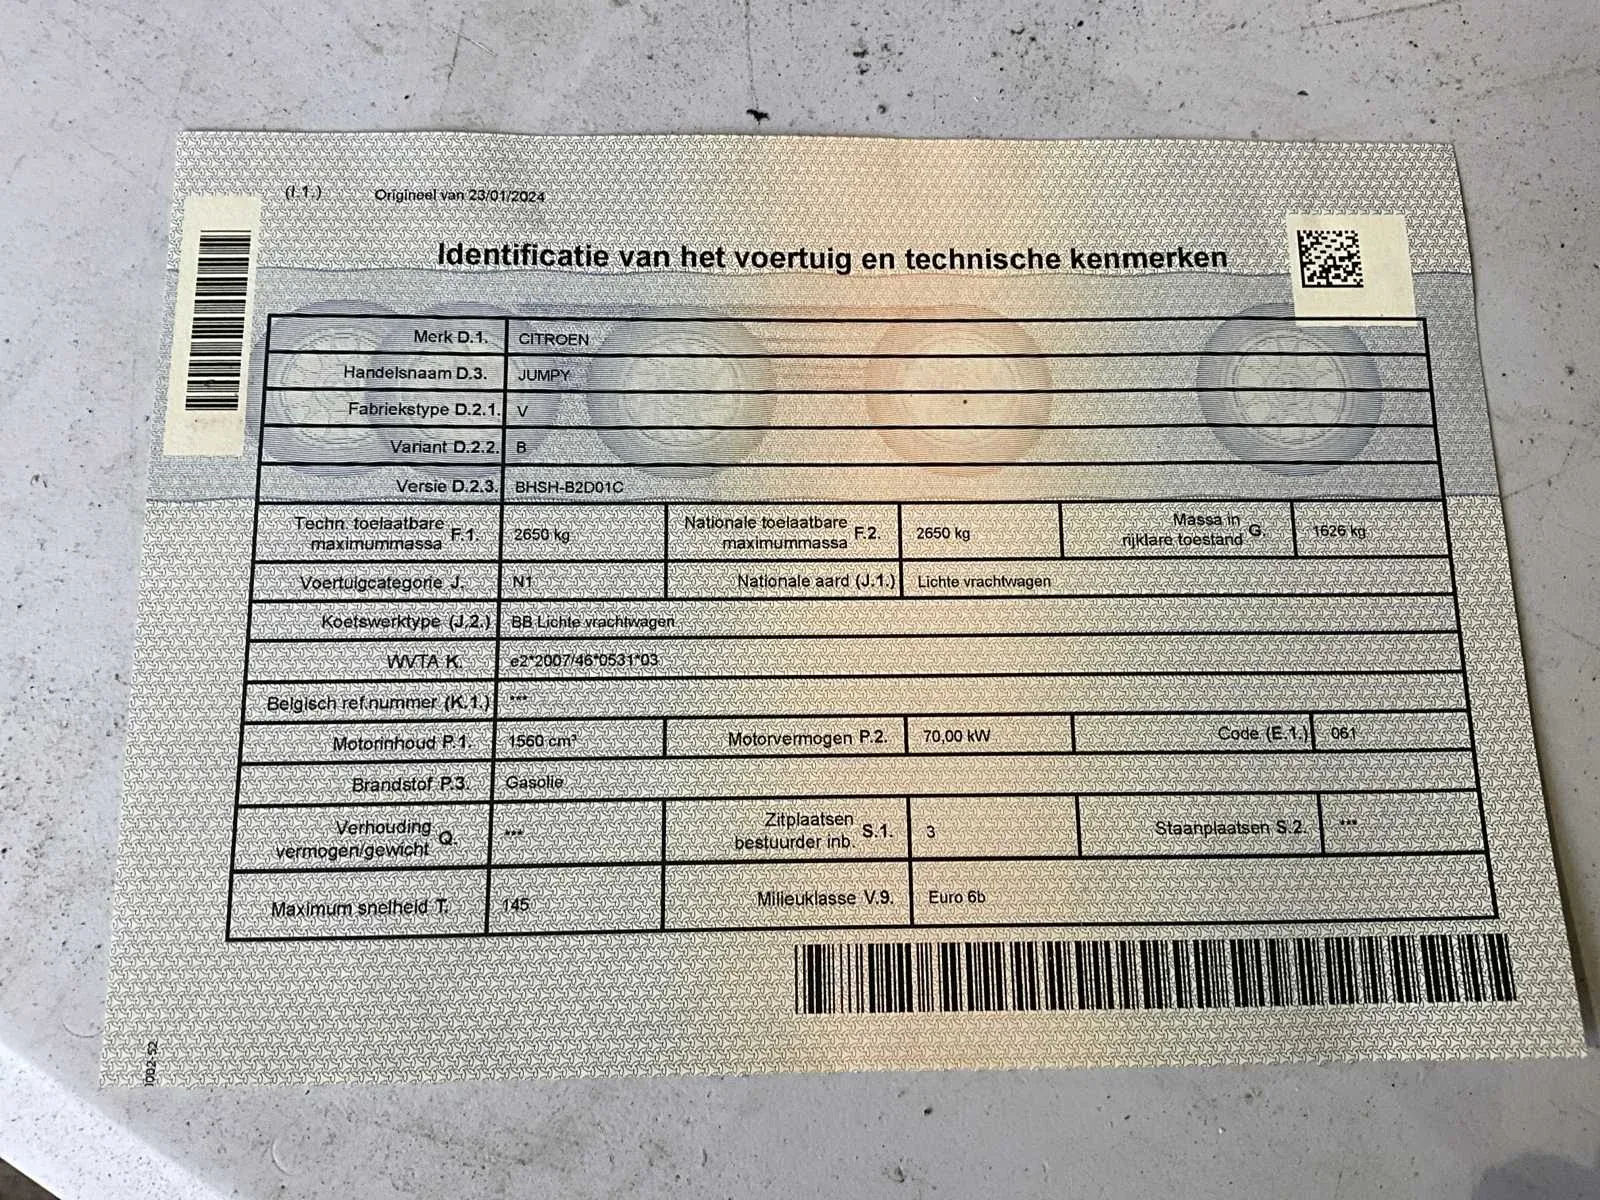 (I.1.) Origineel van 23/01/2024
Identificatie van het voertuig en technische kenmerken
Merk D.1. CITROEN
Handelsnaam D.3. JUMPY
Fabriekstype D.2.1. V
Variant D.2.2. B
Versie D.2.3. BHSH-B2D01C
Techn. toelaatbare maximummassa F.1. 2650 kg Nationale toelaatbare maximummassa F.2. 2650 kg Massa in rijklare toestand G. 1626 kg
Voertuigcategorie J. N1 Nationale aard (J.1.) Lichte vrachtwagen
Koetswerktype (J.2.) BB Lichte vrachtwagen
WVTA K. e2*2007/46*0531*03
Belgisch ref.nummer (K.1.) ***
Motorinhoud P.1. 1560 cm³ Motorvermogen P.2. 70,00 kW Code (E.1.) 061
Brandstof P.3. Gasolie
Verhouding vermogen/gewicht Q. *** Zitplaatsen bestuurder inb. S.1. 3 Staanplaatsen S.2. ***
Maximum snelheid T. 145 Milieuklasse V.9. Euro 6b
1002-52